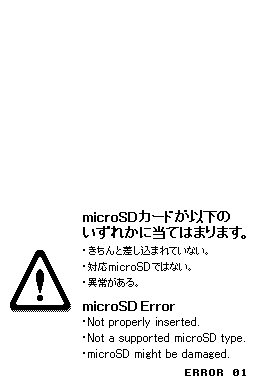 microSDカードが以下の
いずれかに当てはまります。
・きちんと差し込まれていない。
・対応microSDではない。
・異常がある。
microSD Error
・Not properly inserted.
・Not a supported microSD type.
・microSD might be damaged.
ERROR 01